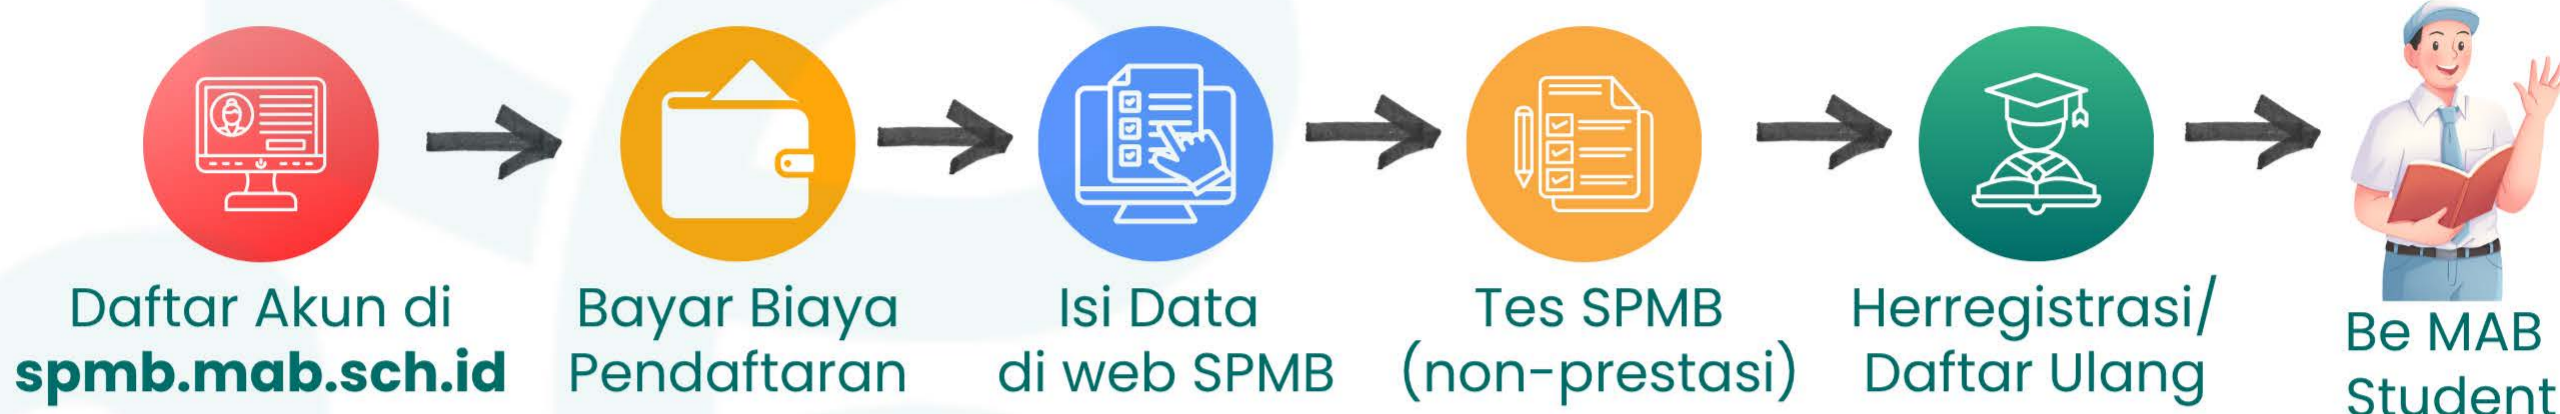 Daftar Akun di
spmb.mab.sch.id
Bayar Biaya
Pendaftaran
Isi Data
di web SPMB
Tes SPMB
(non-prestasi)
Herregistrasi/
Daftar Ulang
Be MAB
Student